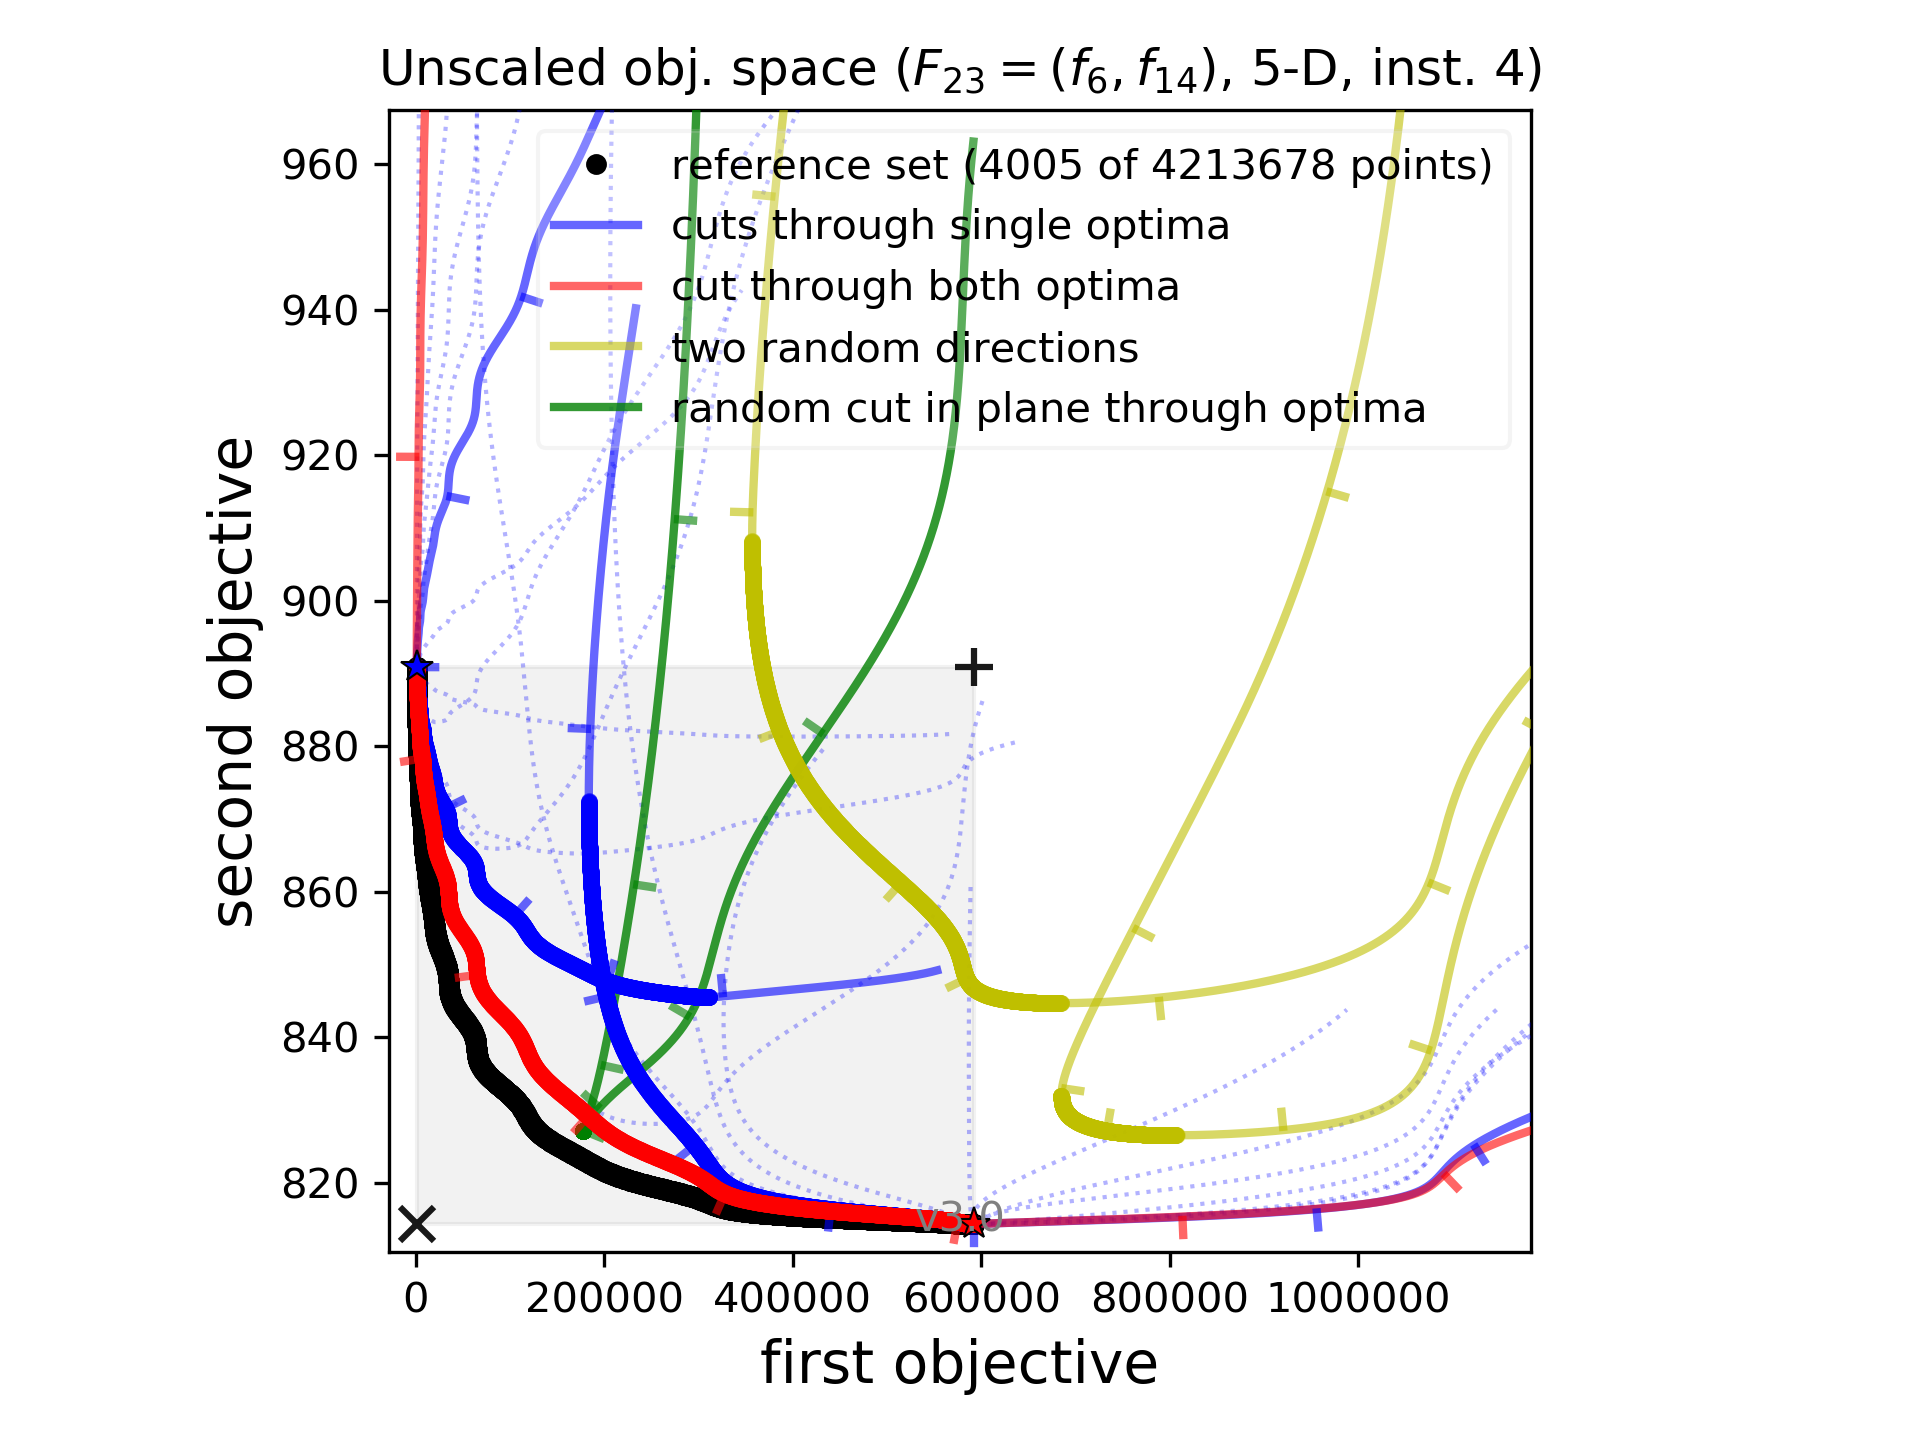 Unscaled obj. space (F₂₃ = (f₆, f₁₄), 5-D, inst. 4)
reference set (4005 of 4213678 points)
cuts through single optima
cut through both optima
two random directions
random cut in plane through optima
second objective
960
940
920
900
880
860
840
820
v3.0
0 200000 400000 600000 800000 1000000
first objective